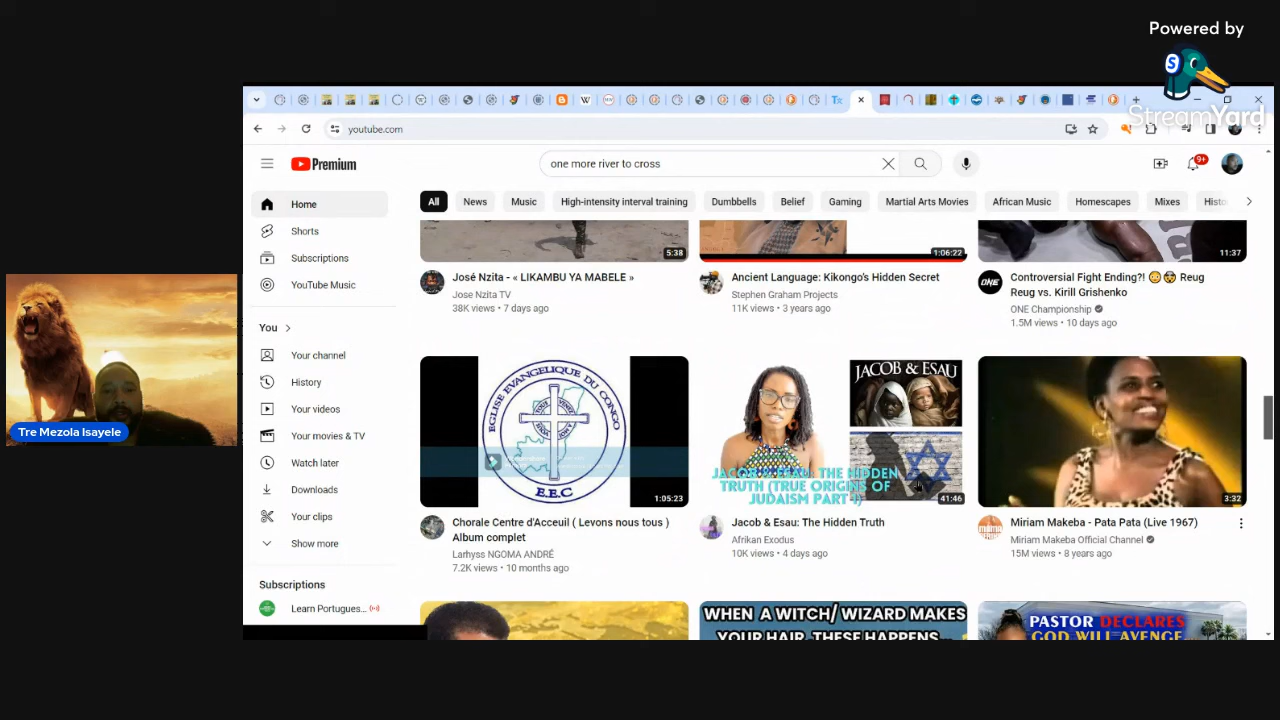 Powered by
StreamYard
youtube.com
Premium
one more river to cross
9+
Home
Shorts
Subscriptions
YouTube Music
You
Your channel
History
Your videos
Your movies & TV
Watch later
Downloads
Your clips
Show more
Subscriptions
Learn Portugues...
All
News
Music
High-intensity interval training
Dumbbells
Belief
Gaming
Martial Arts Movies
African Music
Homescapes
Mixes
Histo
5:38
José Nzita - « LIKAMBU YA MABELE »
Jose Nzita TV
38K views • 7 days ago
1:06:22
Ancient Language: Kikongo's Hidden Secret
Stephen Graham Projects
11K views • 3 years ago
11:37
Controversial Fight Ending?! 😳🤯 Reug
Reug vs. Kirill Grishenko
ONE Championship
1.5M views • 10 days ago
ONE
EGLISE EVANGELIQUE DU CONGO
E.E.C
1:05:23
Chorale Centre d'Acceuil ( Levons nous tous )
Album complet
Larhyss NGOMA ANDRÉ
7.2K views • 10 months ago
JACOB & ESAU
JACOB & ESAU: THE HIDDEN
TRUTH (TRUE ORIGINS OF
JUDAISM PART 1)
41:46
Jacob & Esau: The Hidden Truth
Afrikan Exodus
10K views • 4 days ago
3:32
Miriam Makeba - Pata Pata (Live 1967)
Miriam Makeba Official Channel
15M views • 8 years ago
WHEN A WITCH/ WIZARD MAKES
YOUR HAIR, THESE HAPPENS...
PASTOR DECLARES
GOD WILL AVENGE
Tre Mezola Isayele